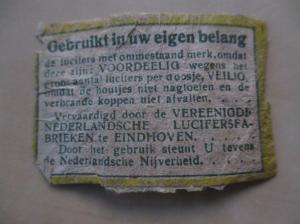 Gebruikt in uw eigen belang
de lucifers met ommestaand merk, omdat
deze zijn: VOORDEELIG wegens het
groot aantal lucifers per doosje, VEILIG,
omdat de houtjes niet nagloeien en de
verbrande koppen niet afvallen. . . . .
Vervaardigd door de VEREENIGDE
NEDERLANDSCHE LUCIFERSFA-
BRIEKEN te EINDHOVEN. . . . .
Door het gebruik steunt U tevens
de Nederlandsche Nijverheid. . . . .